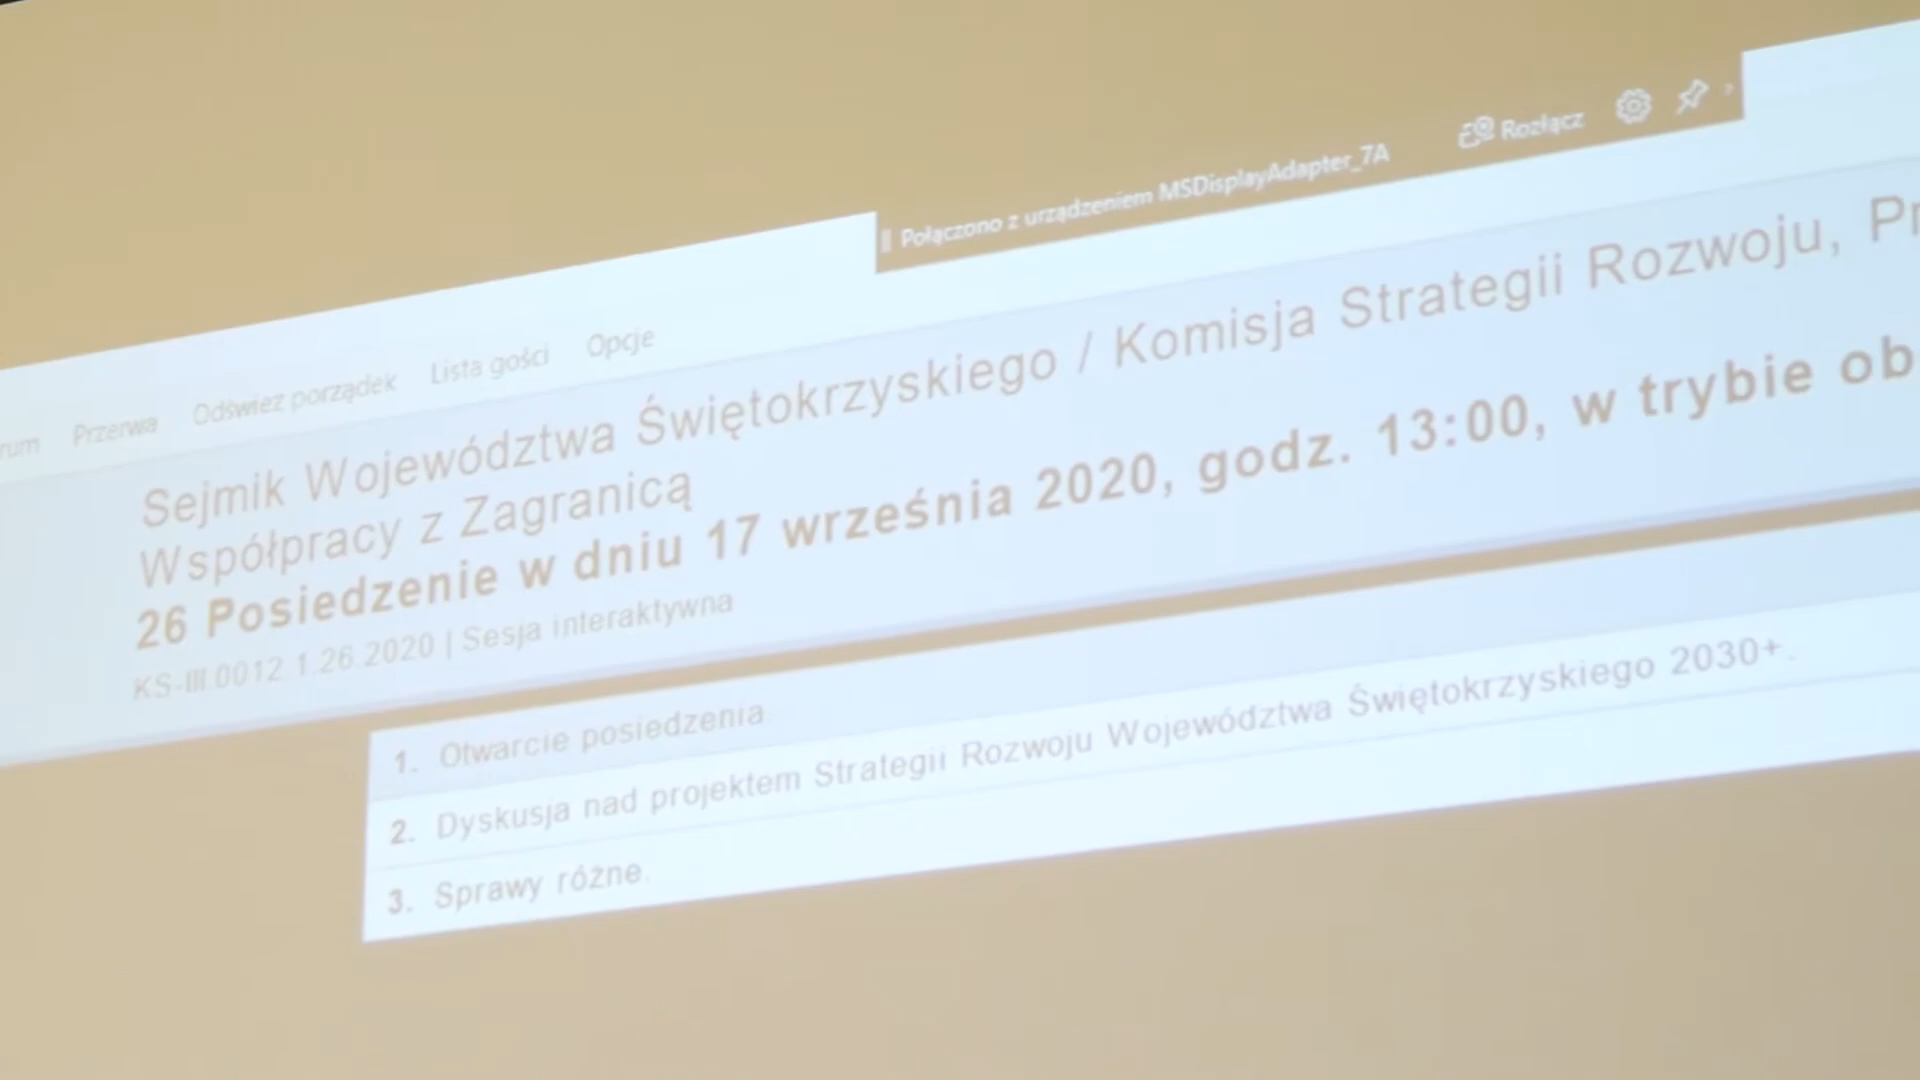 Połączono z urządzeniem MSDisplayAdapter_7A Rozłącz
Przerwa Odśwież porządek Lista gości Opcje
Sejmik Województwa Świętokrzyskiego / Komisja Strategii Rozwoju, Pr
Współpracy z Zagranicą
26 Posiedzenie w dniu 17 września 2020, godz. 13:00, w trybie ob
KS-III.0012.1.26.2020 | Sesja interaktywna
1. Otwarcie posiedzenia.
2. Dyskusja nad projektem Strategii Rozwoju Województwa Świętokrzyskiego 2030+.
3. Sprawy różne.